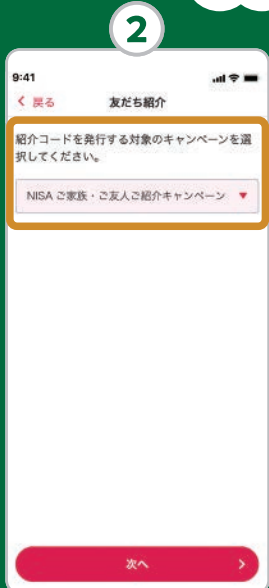 2
9:41
戻る 友だち紹介
紹介コードを発行する対象のキャンペーンを選
択してください。
NISA ご家族・ご友人ご紹介キャンペーン
次へ